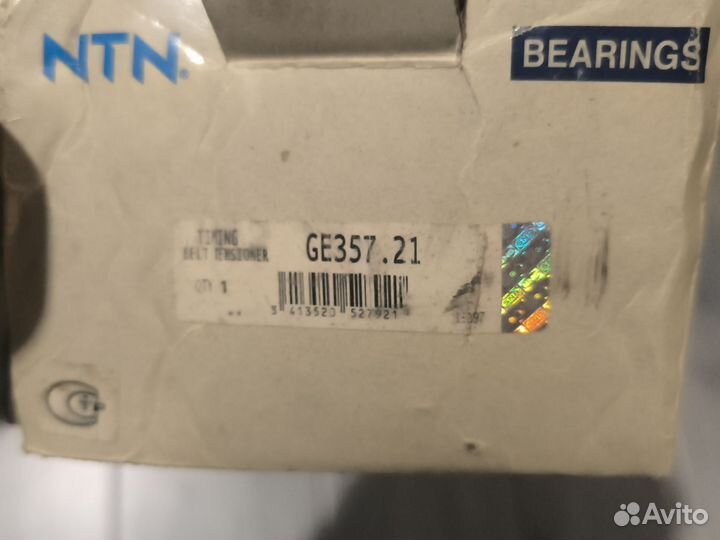 NTN®
BEARINGS
TIMING
BELT TENSIONER
GE357.21
QTY 1
3 413520 527921
Avito